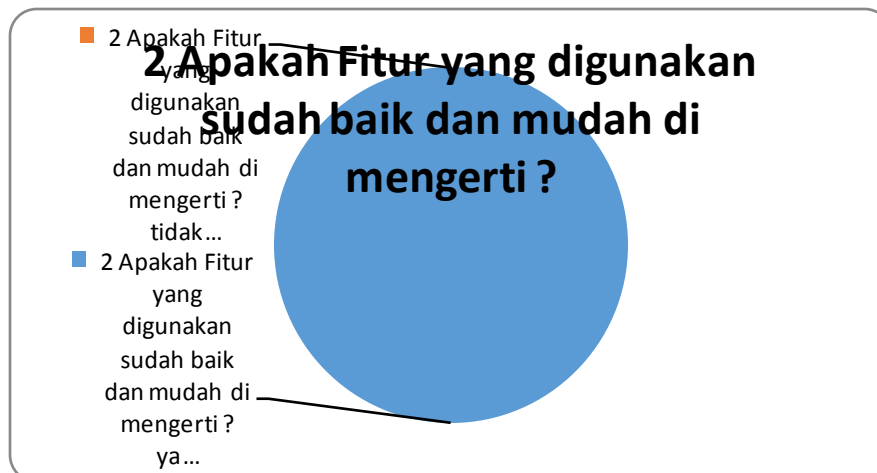 2 Apakah Fitur yang digunakan
sudah baik dan mudah di
mengerti ?
2 Apakah Fitur
yang
digunakan
sudah baik
dan mudah di
mengerti ?
tidak...
2 Apakah Fitur
yang
digunakan
sudah baik
dan mudah di
mengerti ?
ya...